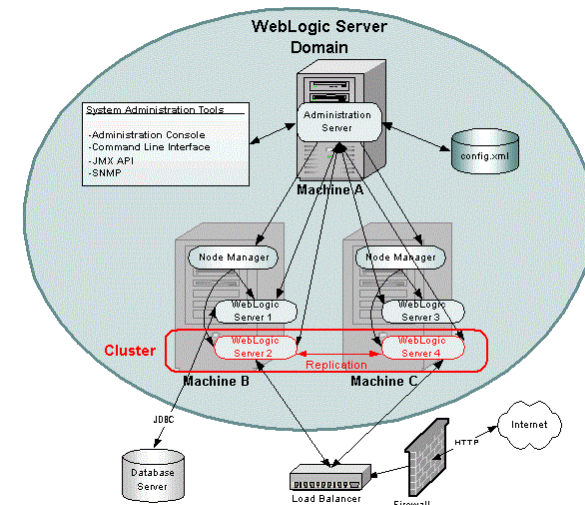 WebLogic Server
Domain
System Administration Tools
-Administration Console
-Command Line Interface
-JMX API
-SNMP
Administration
Server
config.xml
Machine A
Node Manager
Node Manager
WebLogic
Server 1
WebLogic
Server 3
Cluster
WebLogic
Server 2
WebLogic
Server 4
Replication
Machine B
Machine C
JDBC
Database
Server
Load Balancer
HTTP
Internet
Firewall